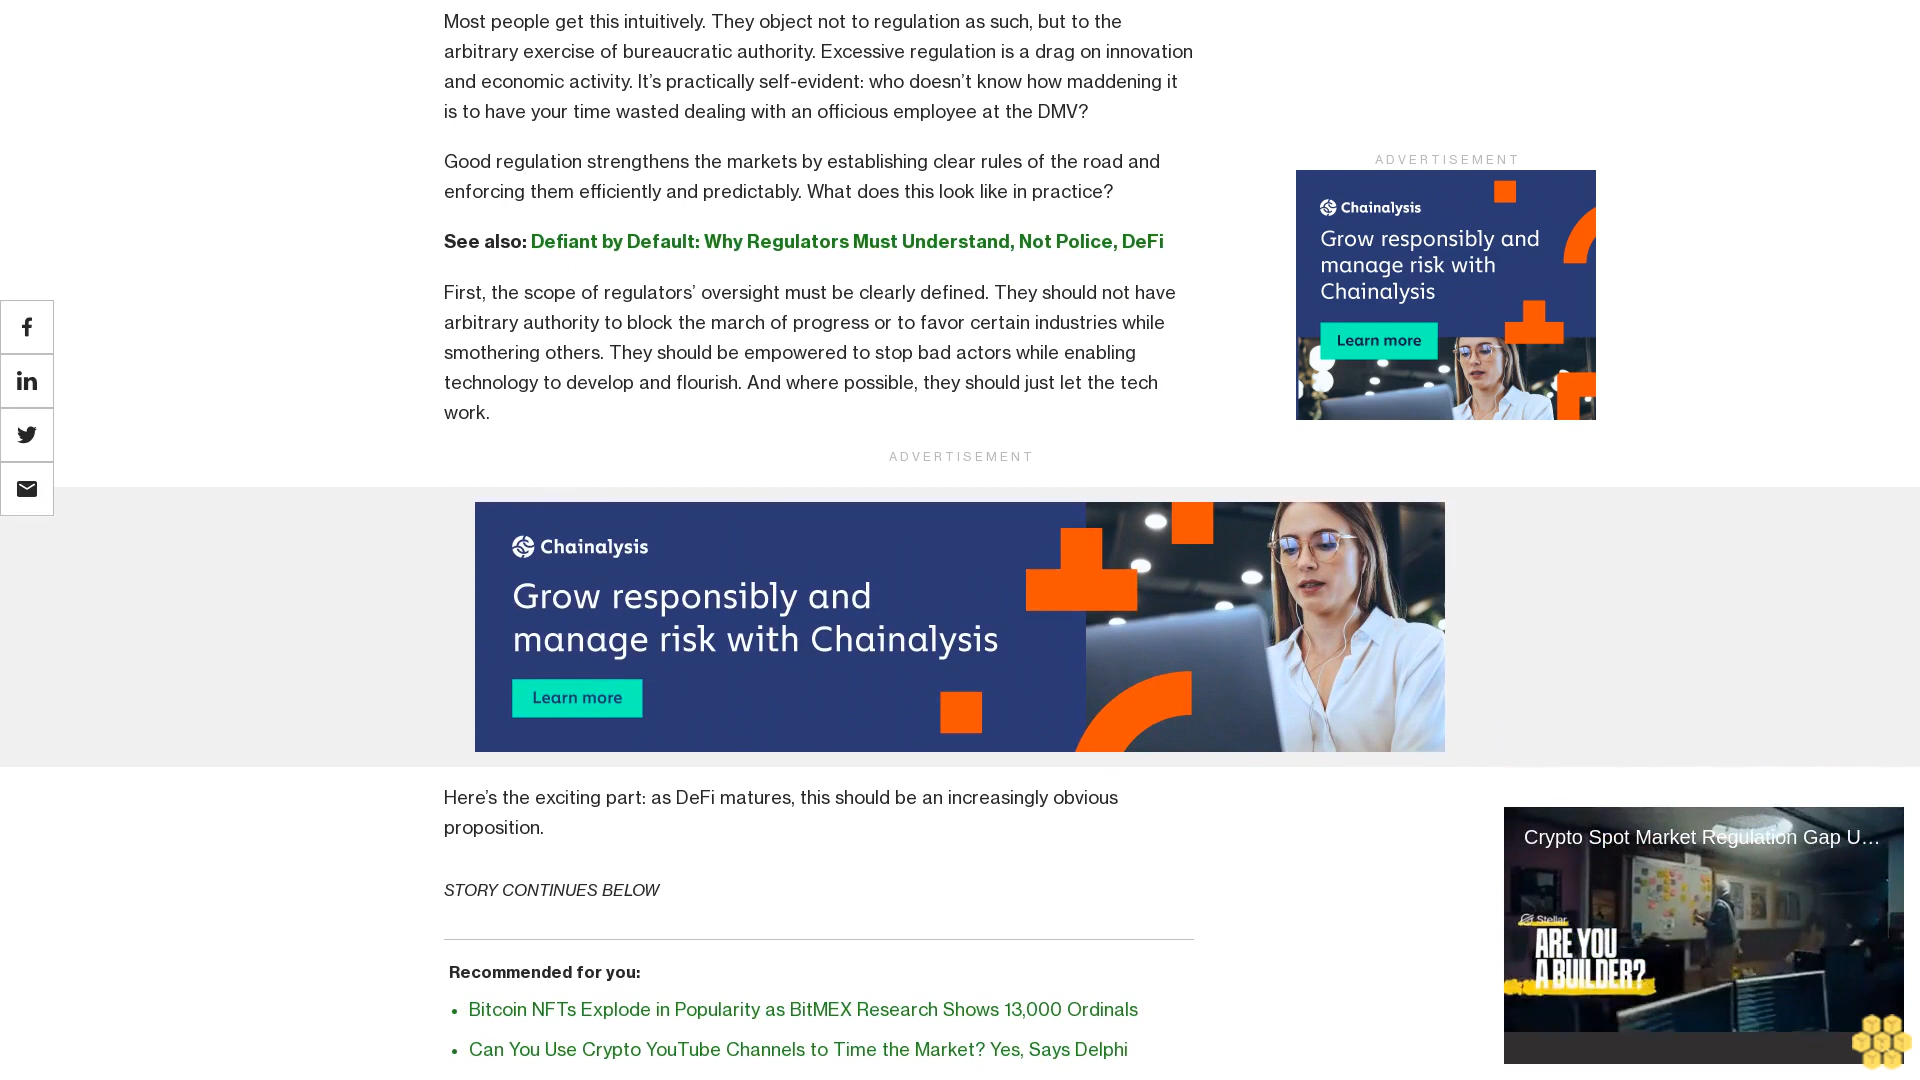 Most people get this intuitively. They object not to regulation as such, but to the
arbitrary exercise of bureaucratic authority. Excessive regulation is a drag on innovation
and economic activity. It’s practically self-evident: who doesn’t know how maddening it
is to have your time wasted dealing with an officious employee at the DMV?
Good regulation strengthens the markets by establishing clear rules of the road and
enforcing them efficiently and predictably. What does this look like in practice?
See also: Defiant by Default: Why Regulators Must Understand, Not Police, DeFi
First, the scope of regulators’ oversight must be clearly defined. They should not have
arbitrary authority to block the march of progress or to favor certain industries while
smothering others. They should be empowered to stop bad actors while enabling
technology to develop and flourish. And where possible, they should just let the tech
work.
ADVERTISEMENT
Chainalysis
Grow responsibly and
manage risk with
Chainalysis
Learn more
ADVERTISEMENT
Chainalysis
Grow responsibly and
manage risk with Chainalysis
Learn more
Here’s the exciting part: as DeFi matures, this should be an increasingly obvious
proposition.
STORY CONTINUES BELOW
Recommended for you:
• Bitcoin NFTs Explode in Popularity as BitMEX Research Shows 13,000 Ordinals
• Can You Use Crypto YouTube Channels to Time the Market? Yes, Says Delphi
Crypto Spot Market Regulation Gap U...
Stellar
ARE YOU
A BUILDER?